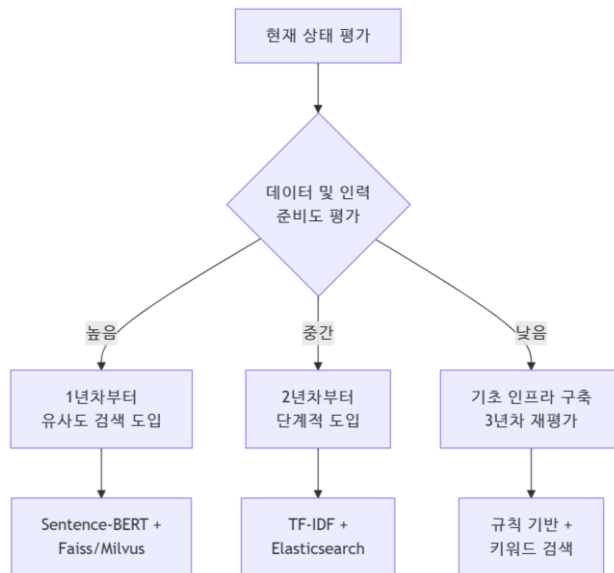 현재 상태 평가
데이터 및 인력
준비도 평가
높음
중간
낮음
1년차부터
유사도 검색 도입
2년차부터
단계적 도입
기초 인프라 구축
3년차 재평가
Sentence-BERT +
Faiss/Milvus
TF-IDF +
Elasticsearch
규칙 기반 +
키워드 검색